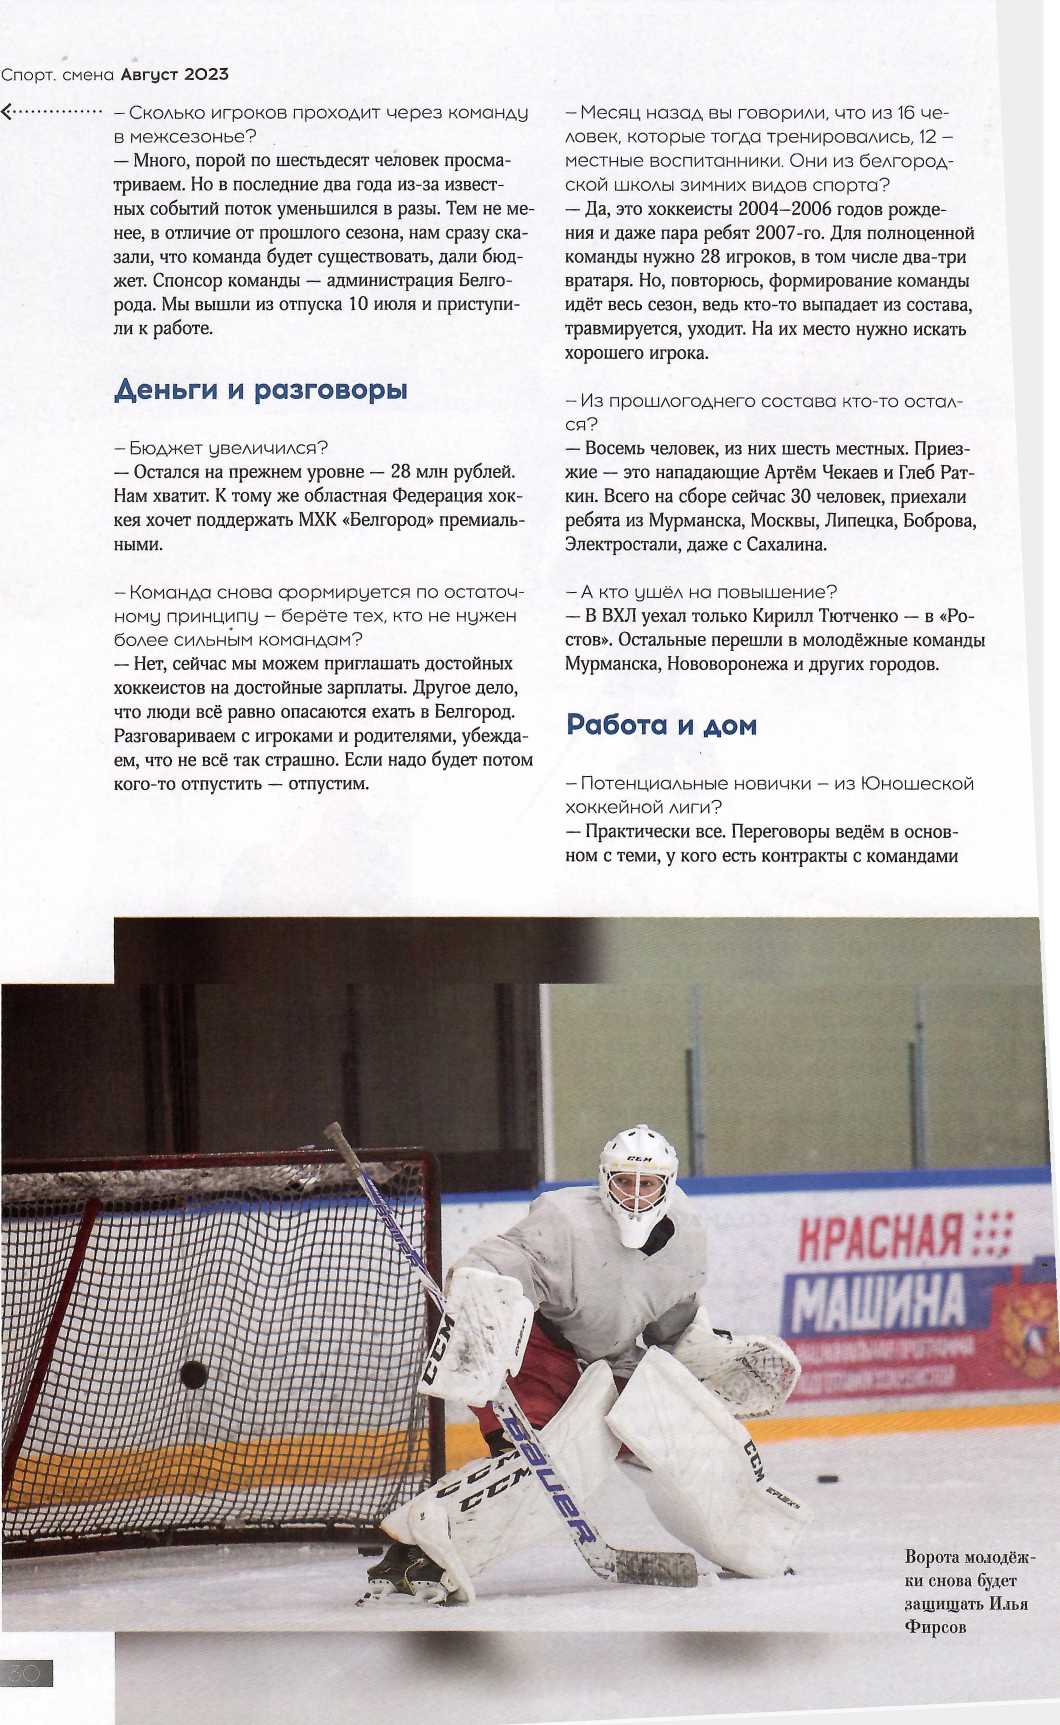 Спорт. смена Август 2023
– Сколько игроков проходит через команду
в межсезонье?
— Много, порой по шестьдесят человек просма-
триваем. Но в последние два года из-за извест-
ных событий поток уменьшился в разы. Тем не ме-
нее, в отличие от прошлого сезона, нам сразу ска-
зали, что команда будет существовать, дали бюд-
жет. Спонсор команды — администрация Белго-
рода. Мы вышли из отпуска 10 июля и приступи-
ли к работе.
Деньги и разговоры
– Бюджет увеличился?
— Остался на прежнем уровне — 28 млн рублей.
Нам хватит. К тому же областная Федерация хок-
кея хочет поддержать МХК «Белгород» премиаль-
ными.
– Команда снова формируется по остаточ-
ному принципу – берёте тех, кто не нужен
более сильным командам?
— Нет, сейчас мы можем приглашать достойных
хоккеистов на достойные зарплаты. Другое дело,
что люди всё равно опасаются ехать в Белгород.
Разговариваем с игроками и родителями, убежда-
ем, что не всё так страшно. Если надо будет потом
кого-то отпустить — отпустим.
– Месяц назад вы говорили, что из 16 че-
ловек, которые тогда тренировались, 12 –
местные воспитанники. Они из белгород-
ской школы зимних видов спорта?
— Да, это хоккеисты 2004–2006 годов рожде-
ния и даже пара ребят 2007-го. Для полноценной
команды нужно 28 игроков, в том числе два-три
вратаря. Но, повторюсь, формирование команды
идёт весь сезон, ведь кто-то выпадает из состава,
травмируется, уходит. На их место нужно искать
хорошего игрока.
– Из прошлогоднего состава кто-то остал-
ся?
— Восемь человек, из них шесть местных. Приез-
жие — это нападающие Артём Чекаев и Глеб Рат-
кин. Всего на сборе сейчас 30 человек, приехали
ребята из Мурманска, Москвы, Липецка, Боброва,
Электростали, даже с Сахалина.
– А кто ушёл на повышение?
— В ВХЛ уехал только Кирилл Тютченко — в «Ро-
стов». Остальные перешли в молодёжные команды
Мурманска, Нововоронежа и других городов.
Работа и дом
– Потенциальные новички – из Юношеской
хоккейной лиги?
— Практически все. Переговоры ведём в основ-
ном с теми, у кого есть контракты с командами
CCM
BAUER
КРАСНАЯ
МАШИНА
НАЦИОНАЛЬНАЯ ПРОГРАММА
ПОДГОТОВКИ ХОККЕИСТОВ
CCM
BAUER
CCM
CCM
CCM
EFLEX5
Ворота молодёж-
ки снова будет
защищать Илья
Фирсов
30